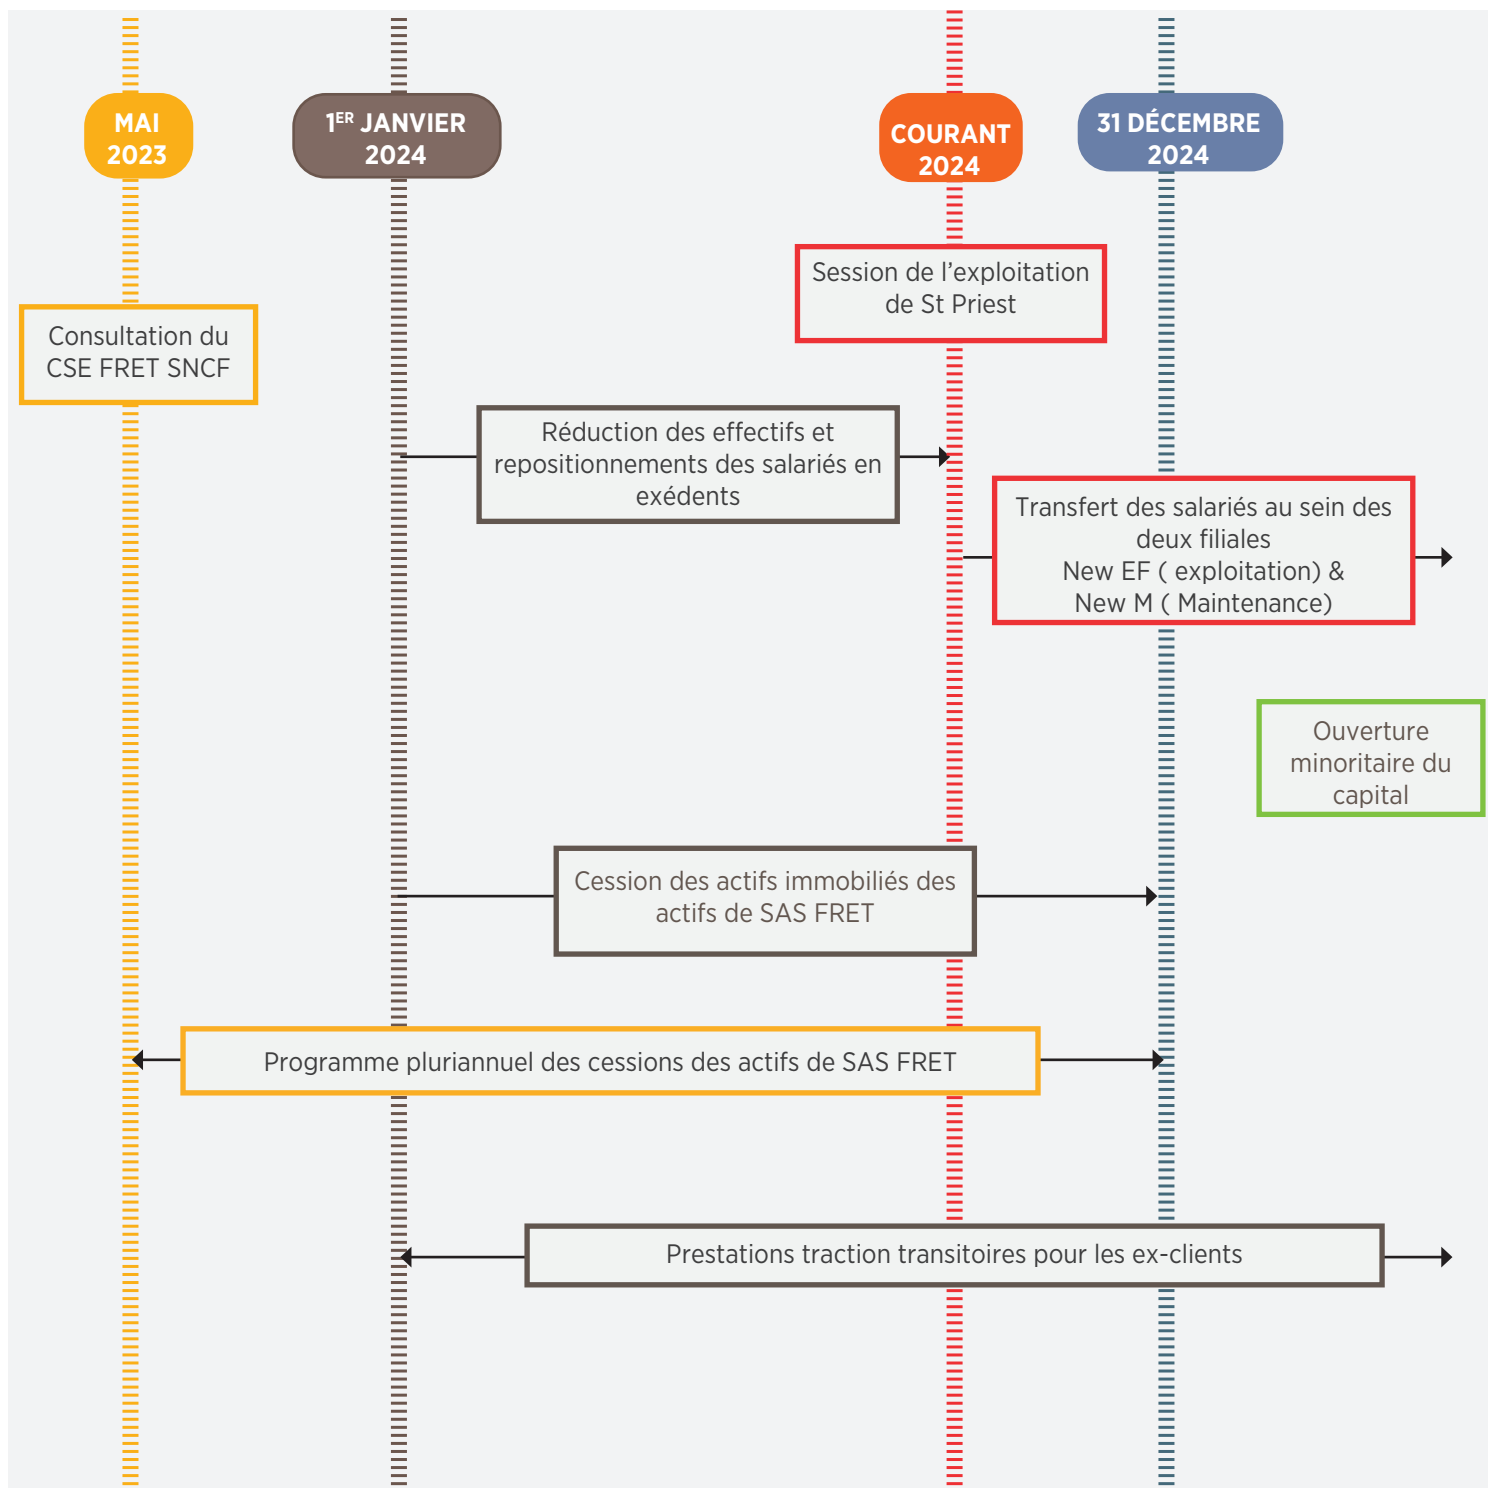 MAI
2023
1ER JANVIER
2024
COURANT
2024
31 DÉCEMBRE
2024
Session de l'exploitation
de St Priest
Consultation du
CSE FRET SNCF
Réduction des effectifs et
repositionnements des salariés en
exédents
Transfert des salariés au sein des
deux filiales
New EF ( exploitation) &
New M ( Maintenance)
Ouverture
minoritaire du
capital
Cession des actifs immobiliés des
actifs de SAS FRET
Programme pluriannuel des cessions des actifs de SAS FRET
Prestations traction transitoires pour les ex-clients